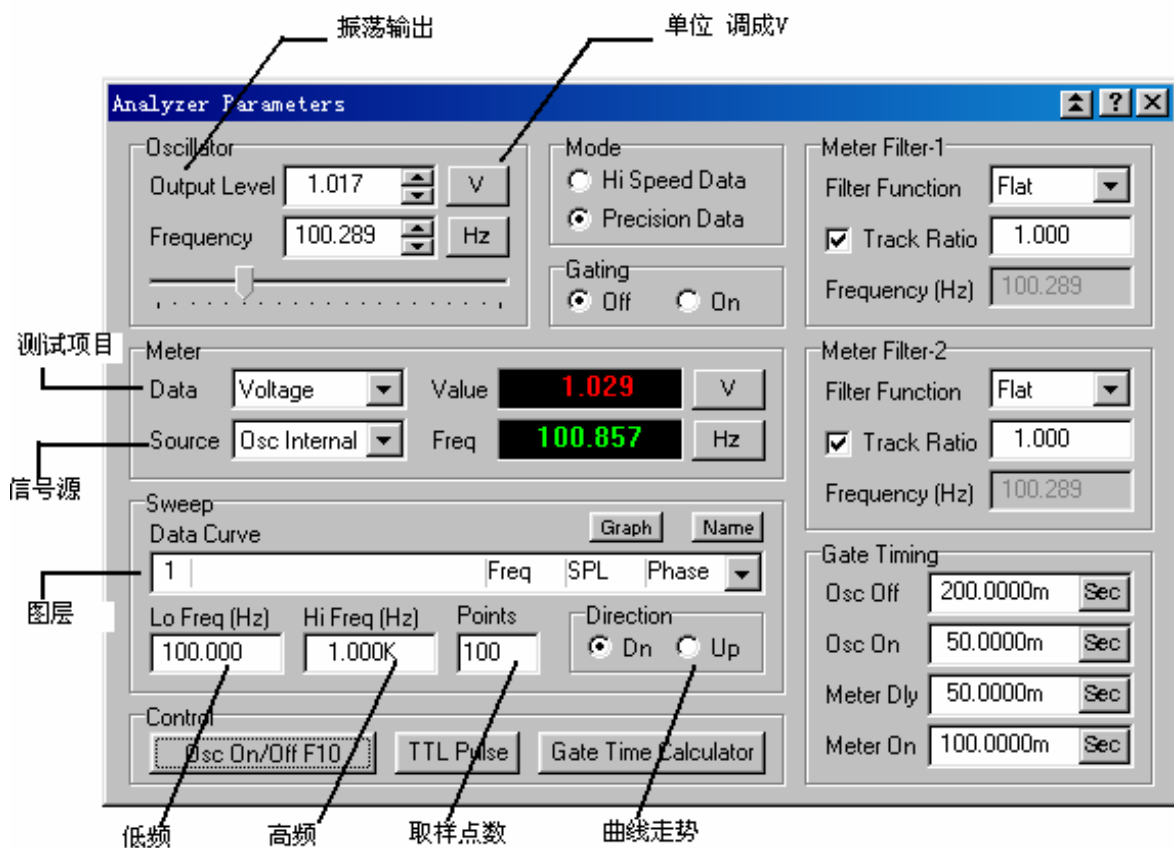 振荡输出
单位 调成V
Analyzer Parameters
Oscillator
Output Level 1.017 V
Frequency 100.289 Hz
Mode
Hi Speed Data
Precision Data
Gating
Off On
Meter Filter-1
Filter Function Flat
Track Ratio 1.000
Frequency (Hz) 100.289
测试项目
Meter
Data Voltage Value 1.029 V
Source Osc Internal Freq 100.857 Hz
信号源
Meter Filter-2
Filter Function Flat
Track Ratio 1.000
Frequency (Hz) 100.289
Sweep
Data Curve Graph Name
1 Freq SPL Phase
图层
Lo Freq (Hz) Hi Freq (Hz) Points Direction
100.000 1.000K 100 Dn Up
Gate Timing
Osc Off 200.0000m Sec
Osc On 50.0000m Sec
Meter Dly 50.0000m Sec
Meter On 100.0000m Sec
Control
Osc On/Off F10 TTL Pulse Gate Time Calculator
低频 高频 取样点数 曲线走势